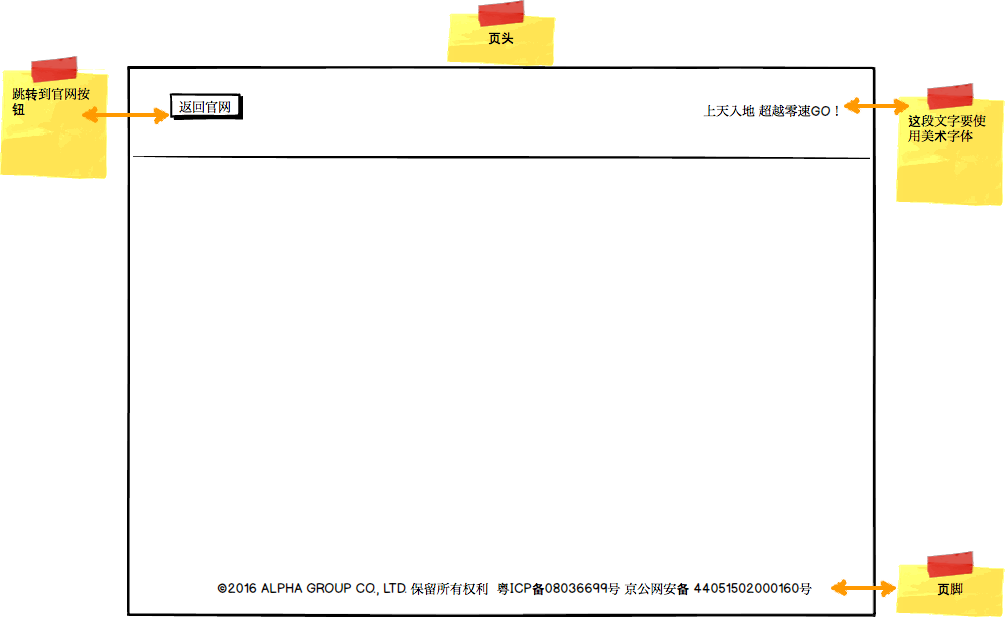 页头
跳转到官网按
钮
返回官网
上天入地 超越零速GO！
这段文字要使
用美术字体
©2016 ALPHA GROUP CO., LTD. 保留所有权利 粤ICP备08036699号 京公网安备 44051502000160号
页脚